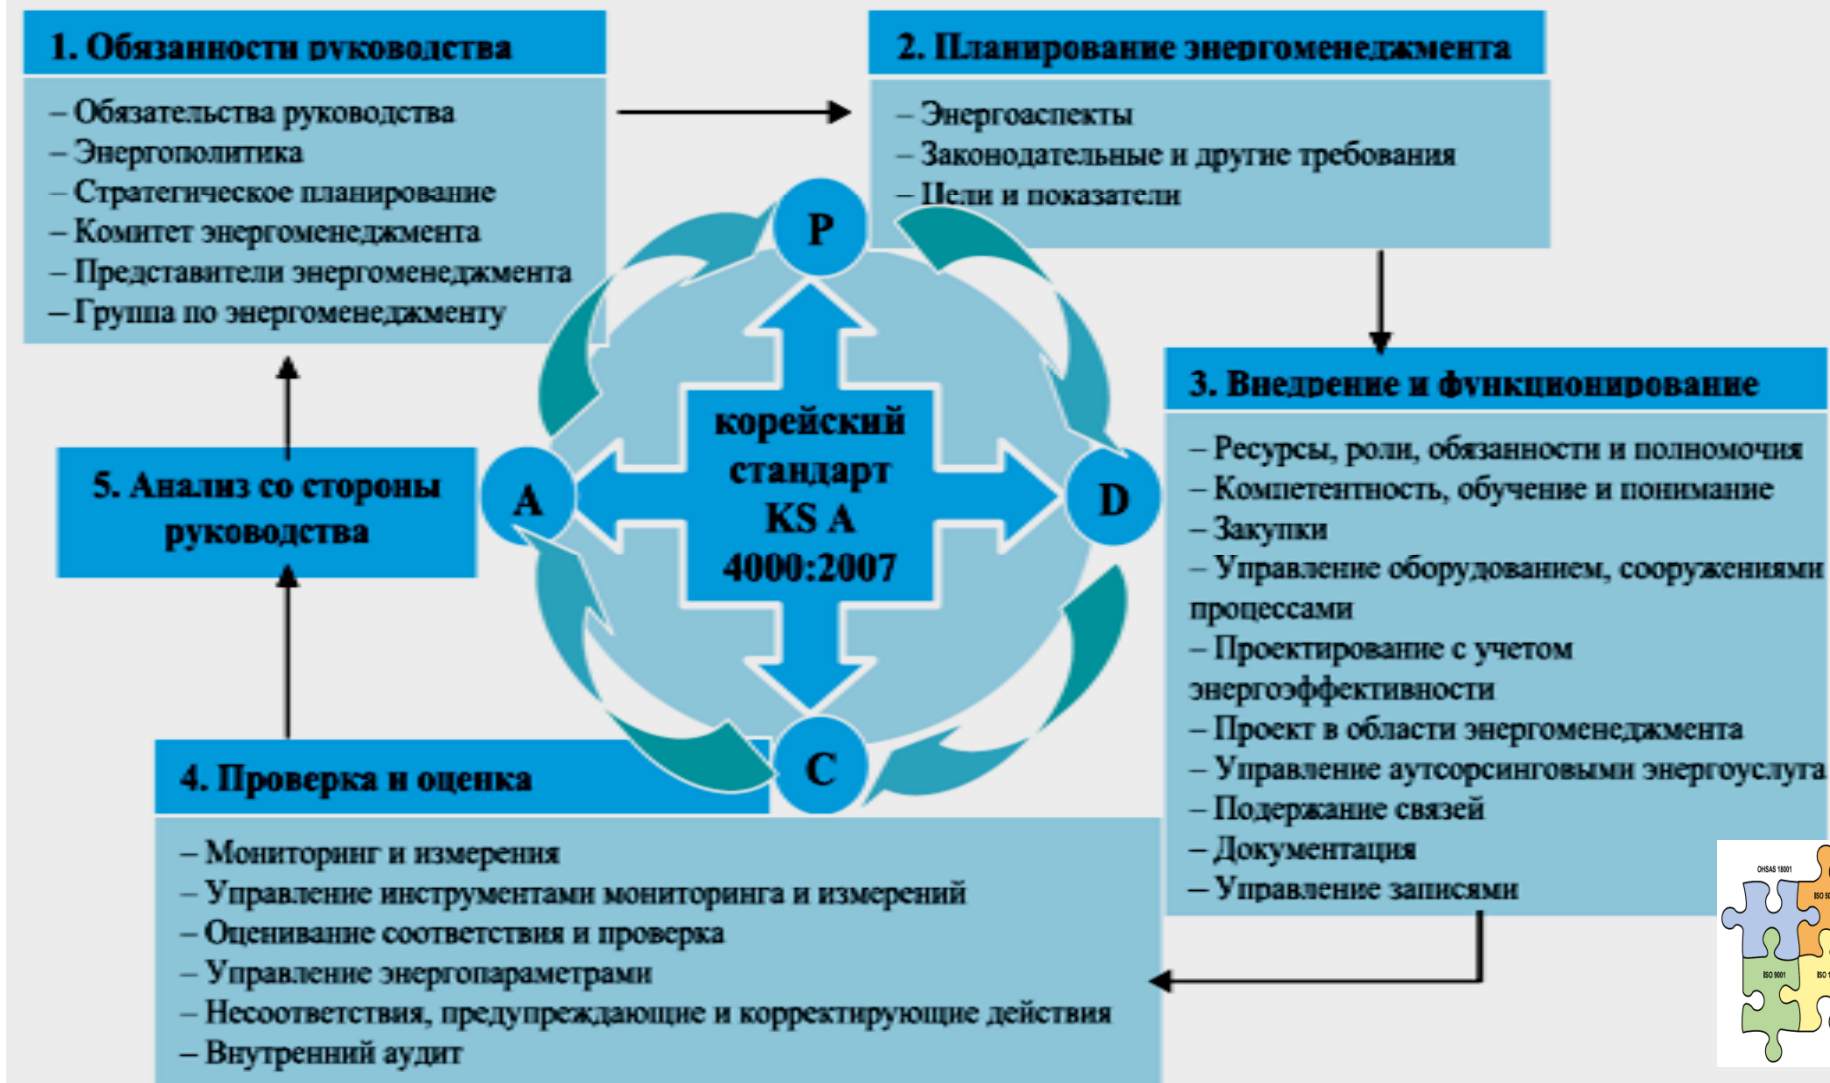 1. Обязанности руководства
– Обязательства руководства
– Энергополитика
– Стратегическое планирование
– Комитет энергоменеджмента
– Представители энергоменеджмента
– Группа по энергоменеджменту
2. Планирование энергоменеджмента
– Энергоаспекты
– Законодательные и другие требования
– Цели и показатели
3. Внедрение и функционирование
– Ресурсы, роли, обязанности и полномочия
– Компетентность, обучение и понимание
– Закупки
– Управление оборудованием, сооружениями
процессами
– Проектирование с учетом
энергоэффективности
– Проект в области энергоменеджмента
– Управление аутсорсинговыми энергоуслуга
– Подержание связей
– Документация
– Управление записями
4. Проверка и оценка
– Мониторинг и измерения
– Управление инструментами мониторинга и измерений
– Оценивание соответствия и проверка
– Управление энергопараметрами
– Несоответствия, предупреждающие и корректирующие действия
– Внутренний аудит
5. Анализ со стороны
руководства
P
A
D
C
корейский
стандарт
KS A
4000:2007
OHSAS 18001
ISO
ISO 9001
ISO